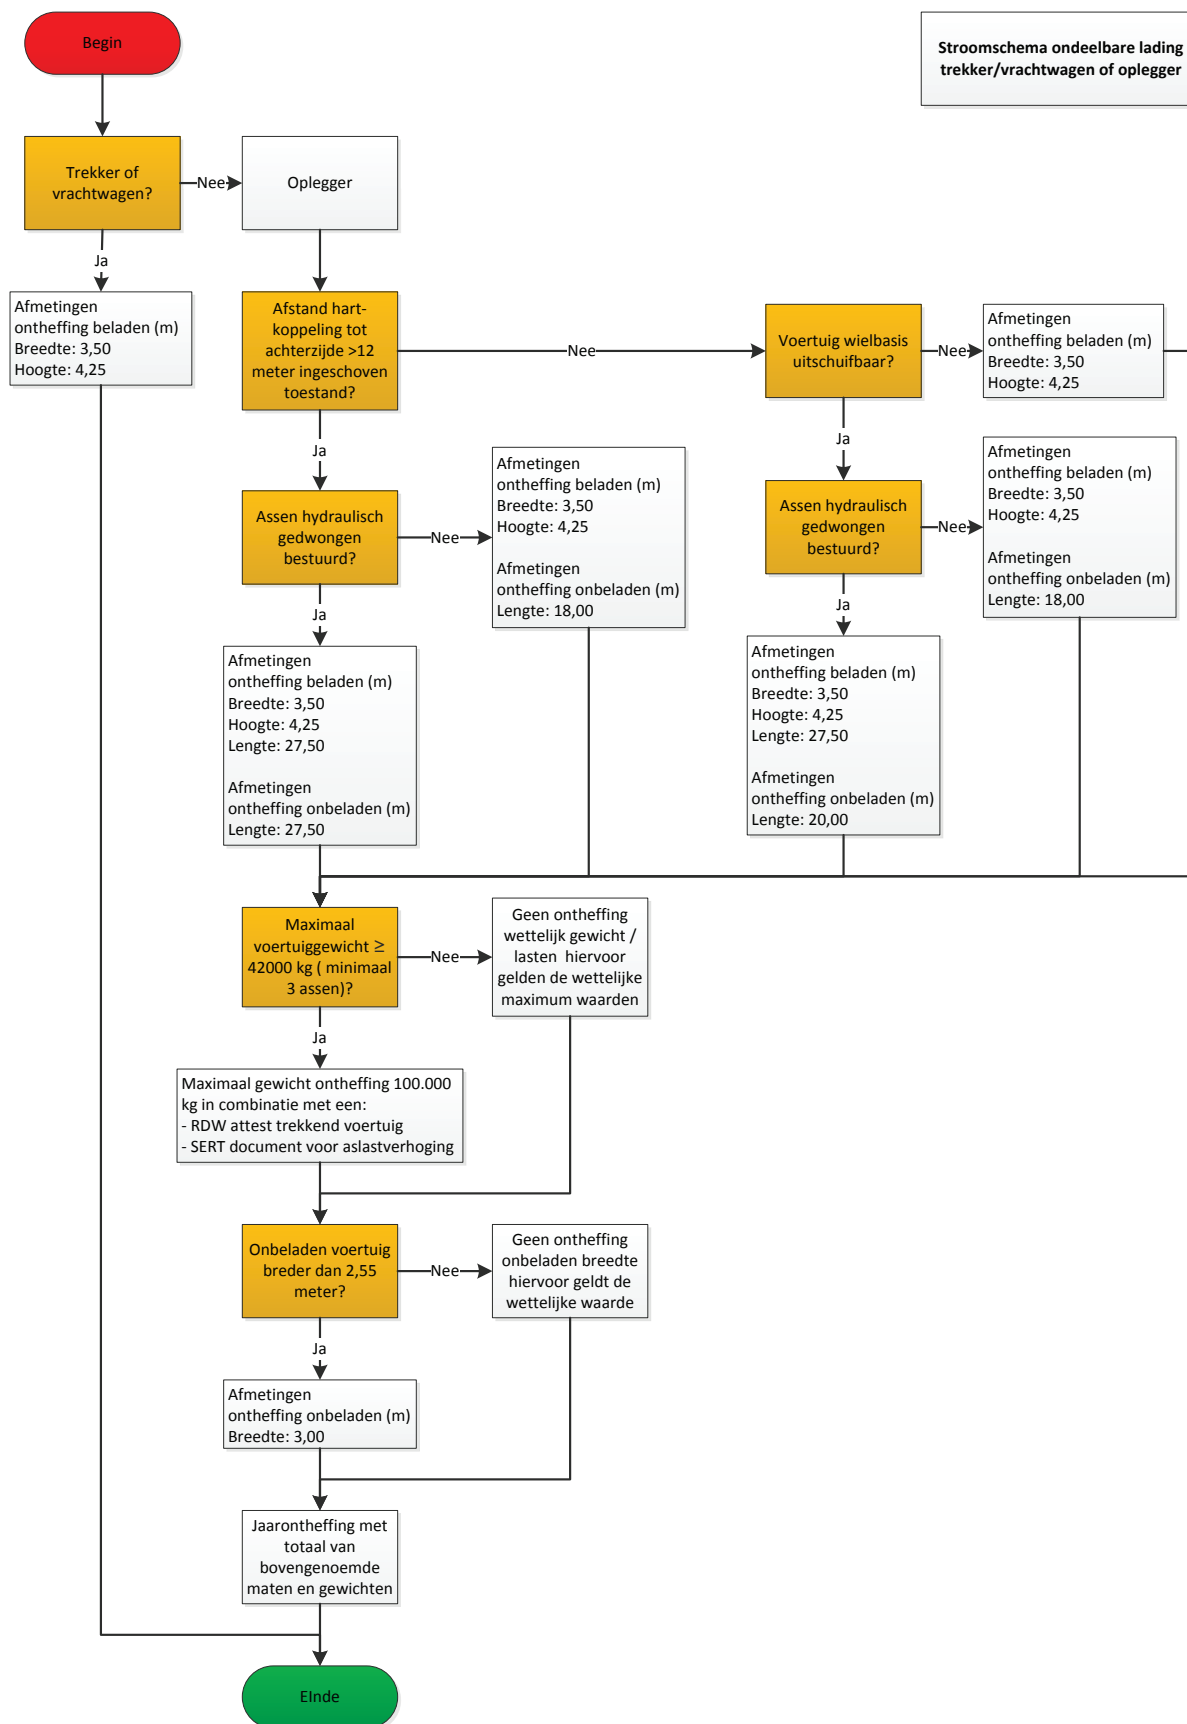 Begin
Stroomschema ondeelbare lading
trekker/vrachtwagen of oplegger
Trekker of
vrachtwagen?
Nee
Oplegger
Ja
Afmetingen
ontheffing beladen (m)
Breedte: 3,50
Hoogte: 4,25
Afstand hart-
koppeling tot
achterzijde >12
meter ingeschoven
toestand?
Nee
Voertuig wielbasis
uitschuifbaar?
Nee
Afmetingen
ontheffing beladen (m)
Breedte: 3,50
Hoogte: 4,25
Ja
Ja
Assen hydraulisch
gedwongen
bestuurd?
Nee
Afmetingen
ontheffing beladen (m)
Breedte: 3,50
Hoogte: 4,25
Afmetingen
ontheffing onbeladen (m)
Lengte: 18,00
Assen hydraulisch
gedwongen
bestuurd?
Nee
Afmetingen
ontheffing beladen (m)
Breedte: 3,50
Hoogte: 4,25
Afmetingen
ontheffing onbeladen (m)
Lengte: 18,00
Ja
Ja
Afmetingen
ontheffing beladen (m)
Breedte: 3,50
Hoogte: 4,25
Lengte: 27,50
Afmetingen
ontheffing onbeladen (m)
Lengte: 27,50
Afmetingen
ontheffing beladen (m)
Breedte: 3,50
Hoogte: 4,25
Lengte: 27,50
Afmetingen
ontheffing onbeladen (m)
Lengte: 20,00
Maximaal
voertuiggewicht ≥
42000 kg ( minimaal
3 assen)?
Nee
Geen ontheffing
wettelijk gewicht /
lasten hiervoor
gelden de wettelijke
maximum waarden
Ja
Maximaal gewicht ontheffing 100.000
kg in combinatie met een:
- RDW attest trekkend voertuig
- SERT document voor aslastverhoging
Onbeladen voertuig
breder dan 2,55
meter?
Nee
Geen ontheffing
onbeladen breedte
hiervoor geldt de
wettelijke waarde
Ja
Afmetingen
ontheffing onbeladen (m)
Breedte: 3,00
Jaarontheffing met
totaal van
bovengenoemde
maten en gewichten
EInde